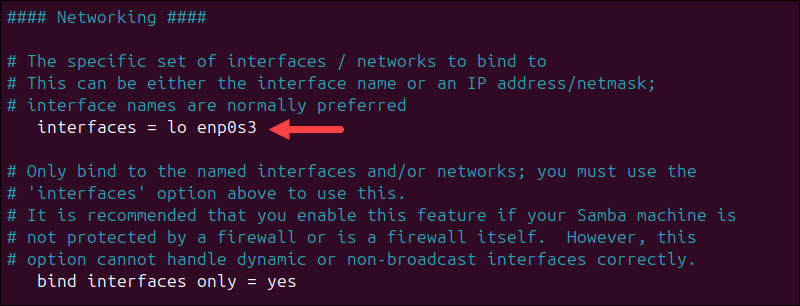 #### Networking ####
# The specific set of interfaces / networks to bind to
# This can be either the interface name or an IP address/netmask;
# interface names are normally preferred
interfaces = lo enp0s3
# Only bind to the named interfaces and/or networks; you must use the
# 'interfaces' option above to use this.
# It is recommended that you enable this feature if your Samba machine is
# not protected by a firewall or is a firewall itself.  However, this
# option cannot handle dynamic or non-broadcast interfaces correctly.
bind interfaces only = yes